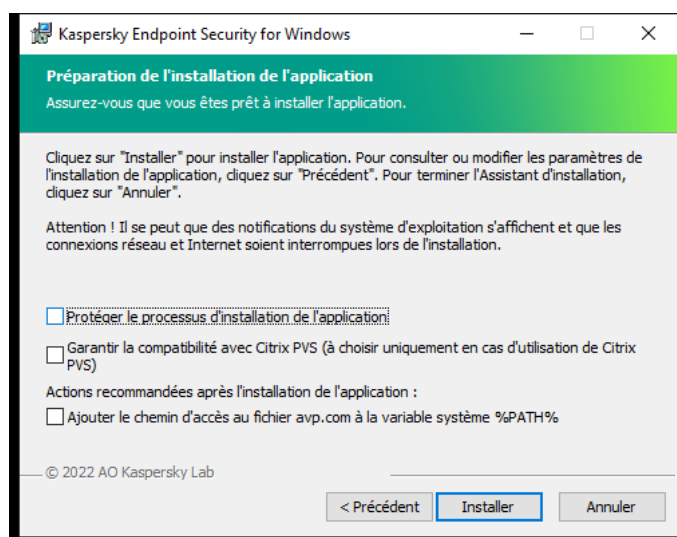 Kaspersky Endpoint Security for Windows
Préparation de l'installation de l'application
Assurez-vous que vous êtes prêt à installer l'application.
Cliquez sur "Installer" pour installer l'application. Pour consulter ou modifier les paramètres de
l'installation de l'application, cliquez sur "Précédent". Pour terminer l'Assistant d'installation,
cliquez sur "Annuler".
Attention ! Il se peut que des notifications du système d'exploitation s'affichent et que les
connexions réseau et Internet soient interrompues lors de l'installation.
Protéger le processus d'installation de l'application
Garantir la compatibilité avec Citrix PVS (à choisir uniquement en cas d'utilisation de Citrix
PVS)
Actions recommandées après l'installation de l'application :
Ajouter le chemin d'accès au fichier avp.com à la variable système %PATH%
© 2022 AO Kaspersky Lab
< Précédent Installer Annuler